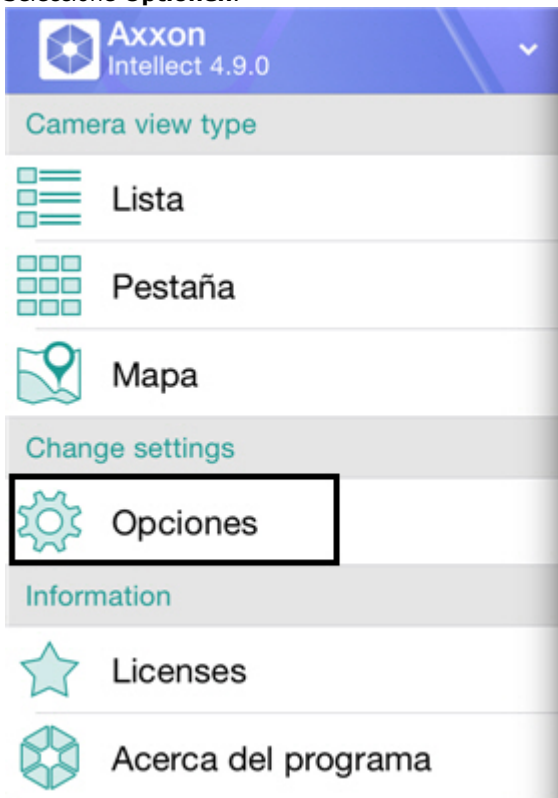 Axxon
Intellect 4.9.0
Camera view type
Lista
Pestaña
Mapa
Change settings
Opciones
Information
Licenses
Acerca del programa